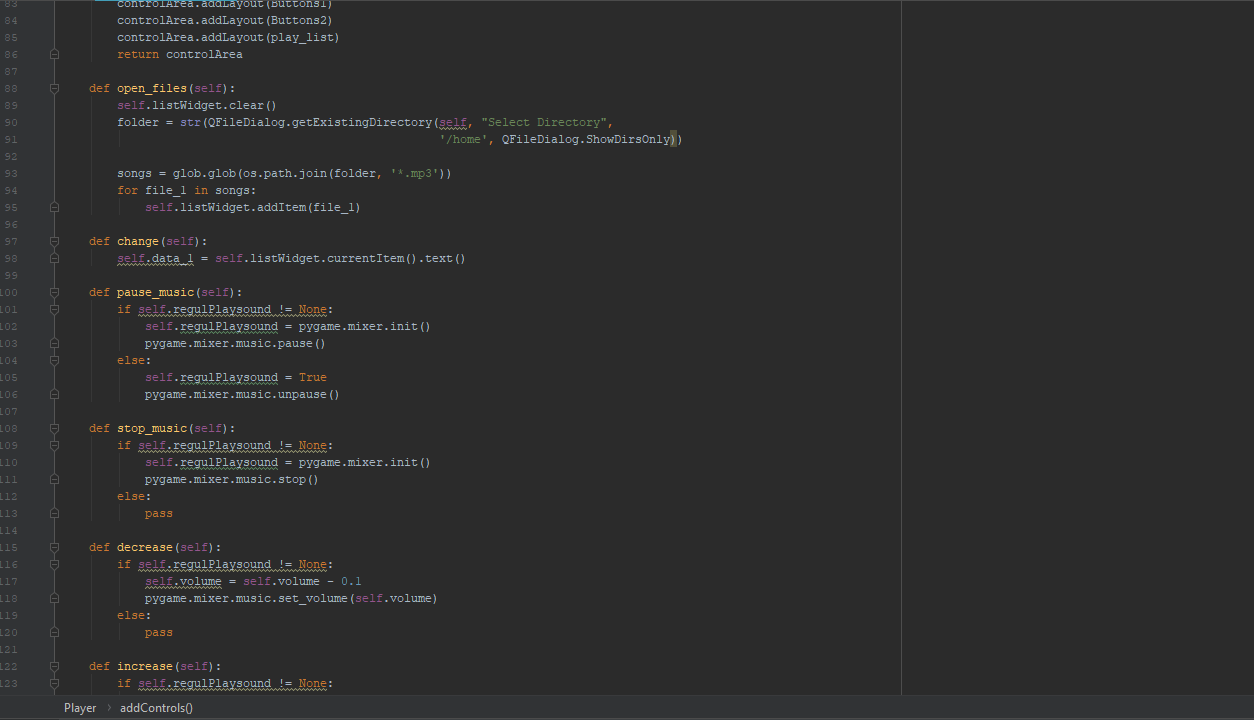 83 controlArea.addLayout(Buttons1)
84 controlArea.addLayout(Buttons2)
85 controlArea.addLayout(play_list)
86 return controlArea
87
88 def open_files(self):
89 self.listWidget.clear()
90 folder = str(QFileDialog.getExistingDirectory(self, "Select Directory",
91 '/home', QFileDialog.ShowDirsOnly))
92
93 songs = glob.glob(os.path.join(folder, '*.mp3'))
94 for file_1 in songs:
95 self.listWidget.addItem(file_1)
96
97 def change(self):
98 self.data_1 = self.listWidget.currentItem().text()
99
100 def pause_music(self):
101 if self.regulPlaysound != None:
102 self.regulPlaysound = pygame.mixer.init()
103 pygame.mixer.music.pause()
104 else:
105 self.regulPlaysound = True
106 pygame.mixer.music.unpause()
107
108 def stop_music(self):
109 if self.regulPlaysound != None:
110 self.regulPlaysound = pygame.mixer.init()
111 pygame.mixer.music.stop()
112 else:
113 pass
114
115 def decrease(self):
116 if self.regulPlaysound != None:
117 self.volume = self.volume - 0.1
118 pygame.mixer.music.set_volume(self.volume)
119 else:
120 pass
121
122 def increase(self):
123 if self.regulPlaysound != None:
Player › addControls()